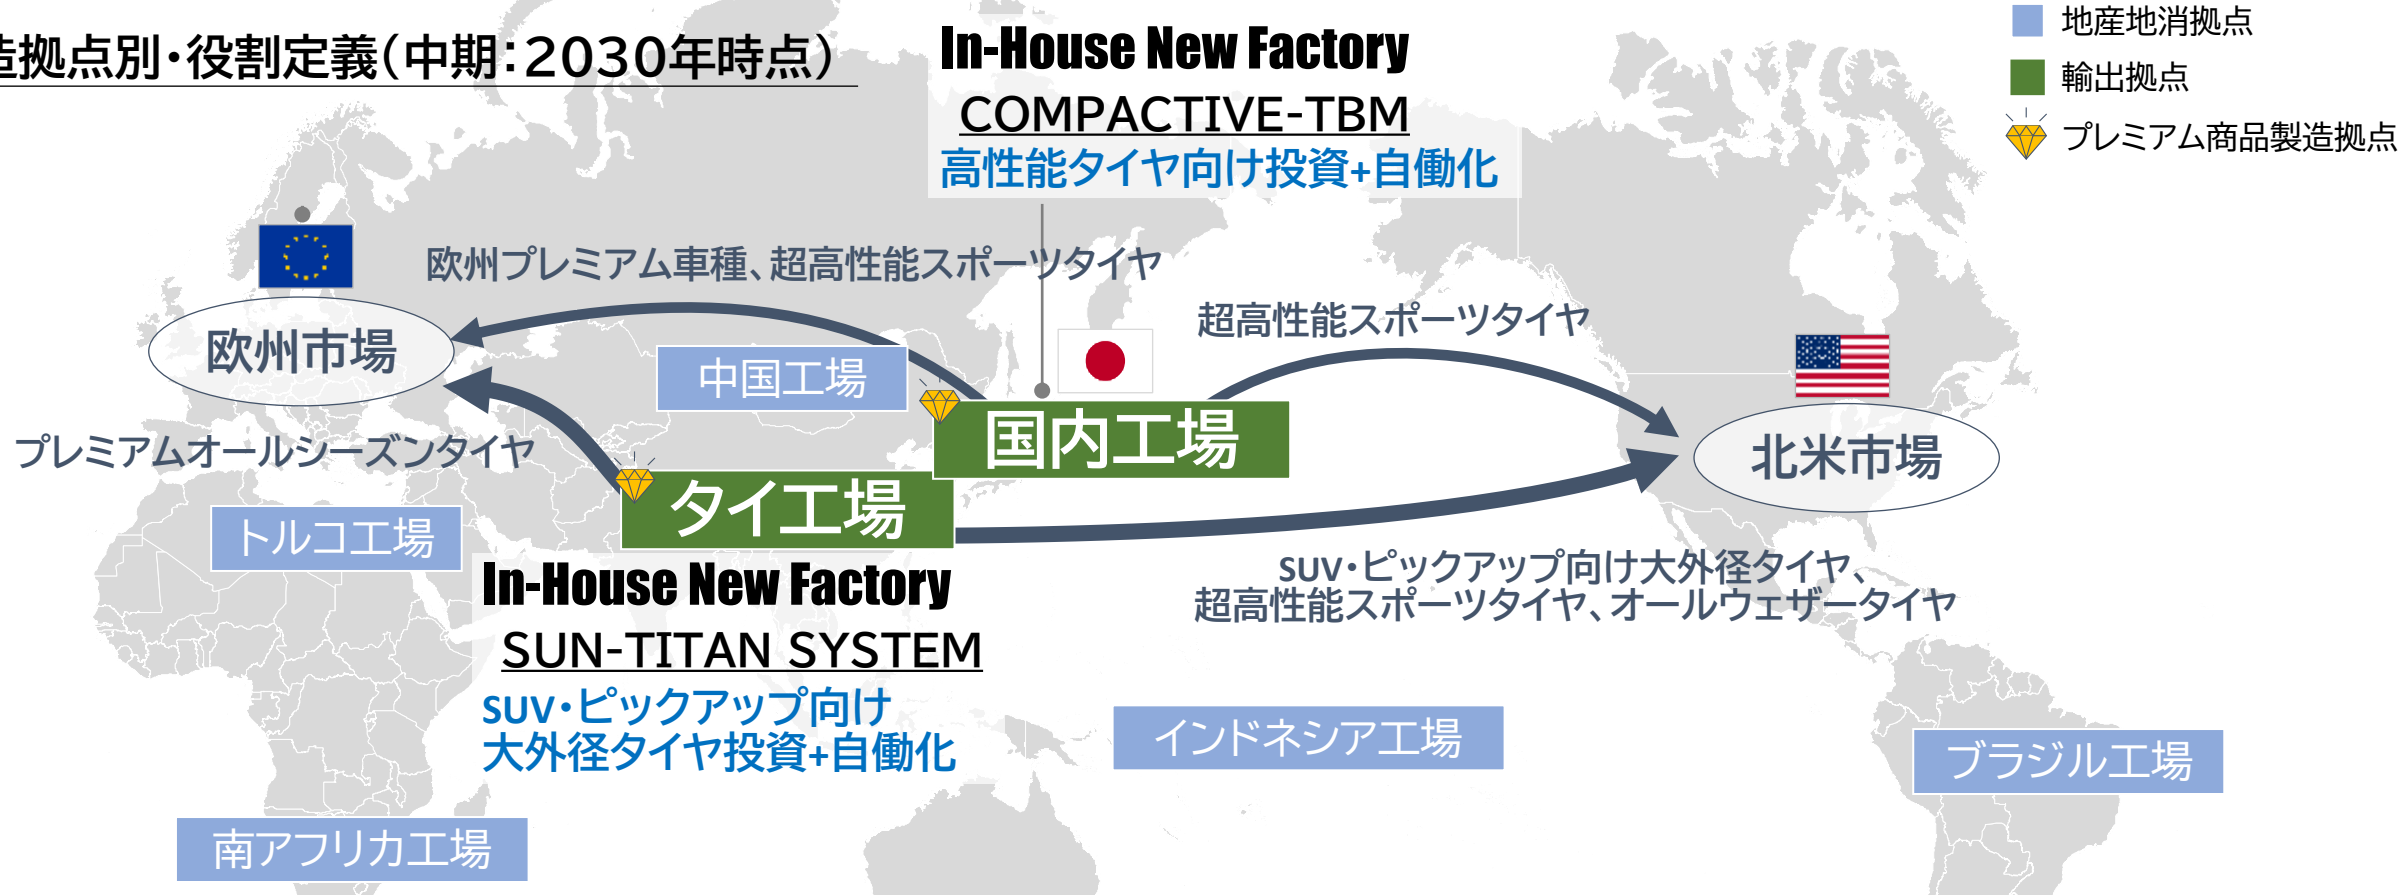 造拠点別・役割定義（中期：2030年時点）
In-House New Factory
COMPACTIVE-TBM
高性能タイヤ向け投資+自働化
地産地消拠点
輸出拠点
プレミアム商品製造拠点
欧州プレミアム車種、超高性能スポーツタイヤ
超高性能スポーツタイヤ
欧州市場
中国工場
国内工場
北米市場
プレミアムオールシーズンタイヤ
タイ工場
トルコ工場
In-House New Factory
SUN-TITAN SYSTEM
SUV・ピックアップ向け
大外径タイヤ投資+自働化
SUV・ピックアップ向け大外径タイヤ、
超高性能スポーツタイヤ、オールウェザータイヤ
インドネシア工場
ブラジル工場
南アフリカ工場